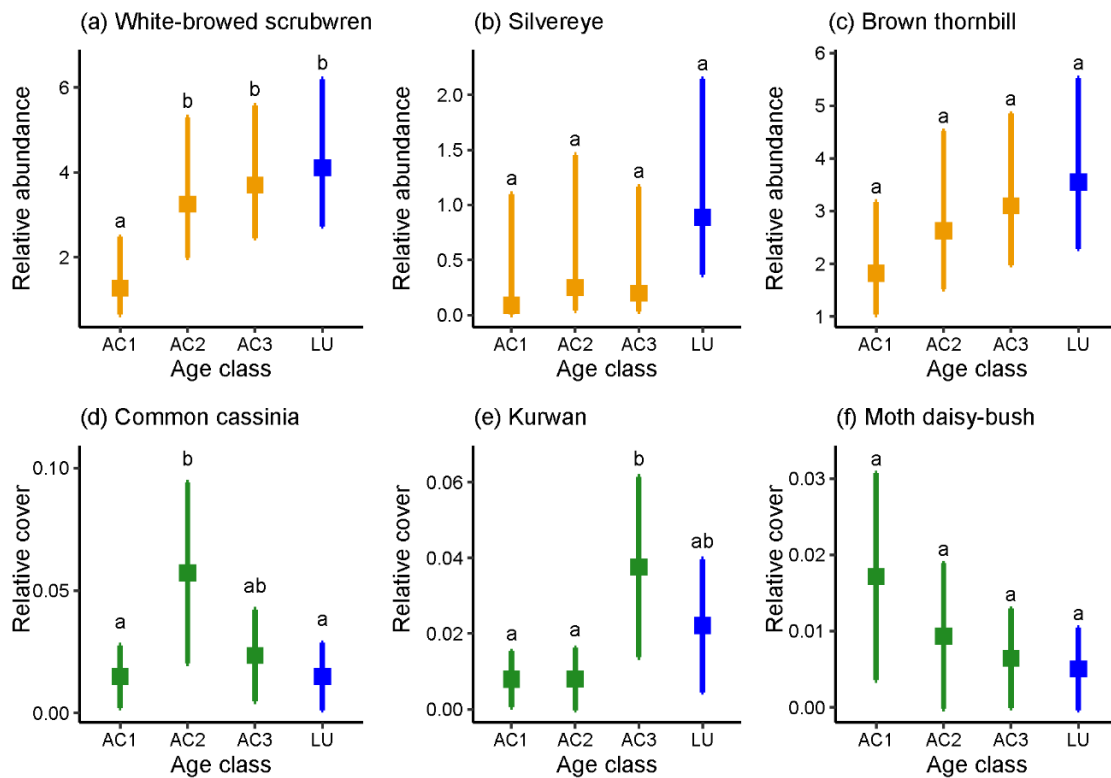 (a) White-browed scrubwren
Relative abundance
6
4
2
a
b
b
b
AC1 AC2 AC3 LU
Age class
(b) Silvereye
Relative abundance
2.0
1.5
1.0
0.5
0.0
a
a
a
a
AC1 AC2 AC3 LU
Age class
(c) Brown thornbill
Relative abundance
6
5
4
3
2
1
a
a
a
a
AC1 AC2 AC3 LU
Age class
(d) Common cassinia
Relative cover
0.10
0.05
0.00
a
b
ab
a
AC1 AC2 AC3 LU
Age class
(e) Kurwan
Relative cover
0.06
0.04
0.02
0.00
a
a
b
ab
AC1 AC2 AC3 LU
Age class
(f) Moth daisy-bush
Relative cover
0.03
0.02
0.01
0.00
a
a
a
a
AC1 AC2 AC3 LU
Age class